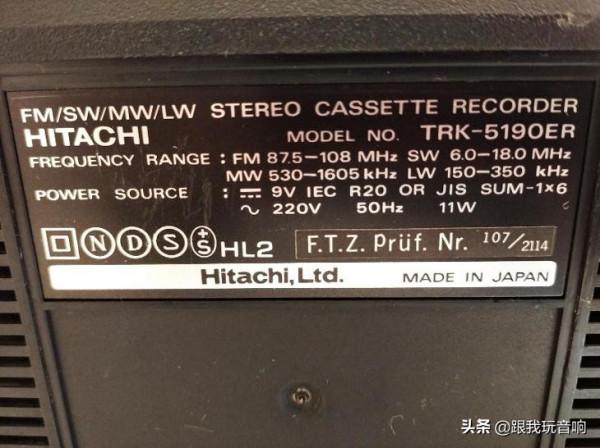 FM/SW/MW/LW STEREO CASSETTE RECORDER
HITACHI MODEL NO. TRK-5190ER
FREQUENCY RANGE : FM 87.5-108 MHz SW 6.0-18.0 MHz
MW 530-1605 kHz LW 150-350 kHz
POWER SOURCE : ⎓ 9V IEC R20 OR JIS SUM-1×6
~ 220V 50Hz 11W
N D S +S HL2 F.T.Z. Prüf. Nr. 107/2114
Hitachi, Ltd. MADE IN JAPAN
头条 @跟我玩音响